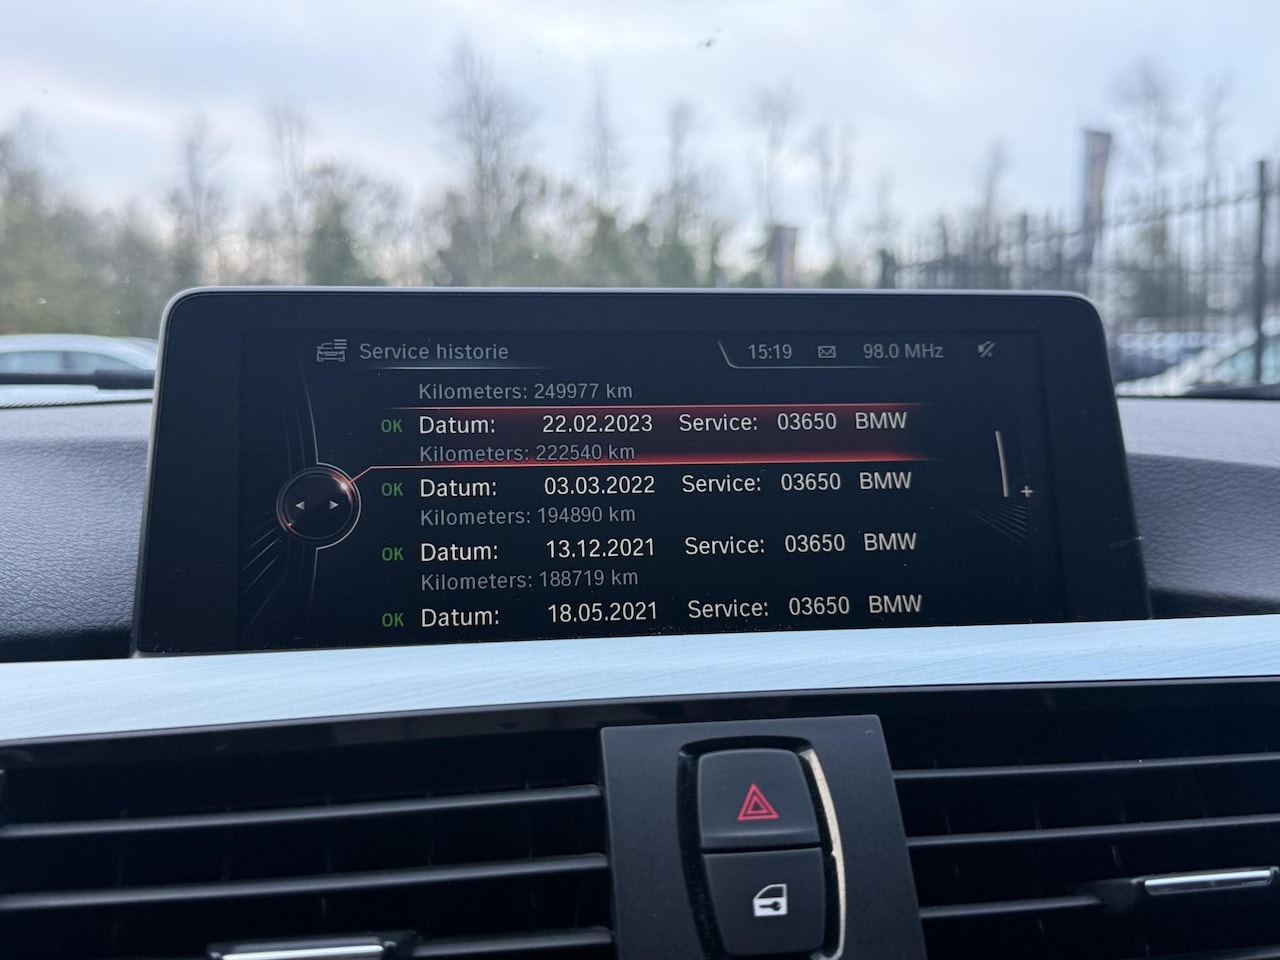 Service historie 15:19 98.0 MHz
Kilometers: 249977 km
OK Datum: 22.02.2023 Service: 03650 BMW
Kilometers: 222540 km
OK Datum: 03.03.2022 Service: 03650 BMW
Kilometers: 194890 km
OK Datum: 13.12.2021 Service: 03650 BMW
Kilometers: 188719 km
OK Datum: 18.05.2021 Service: 03650 BMW